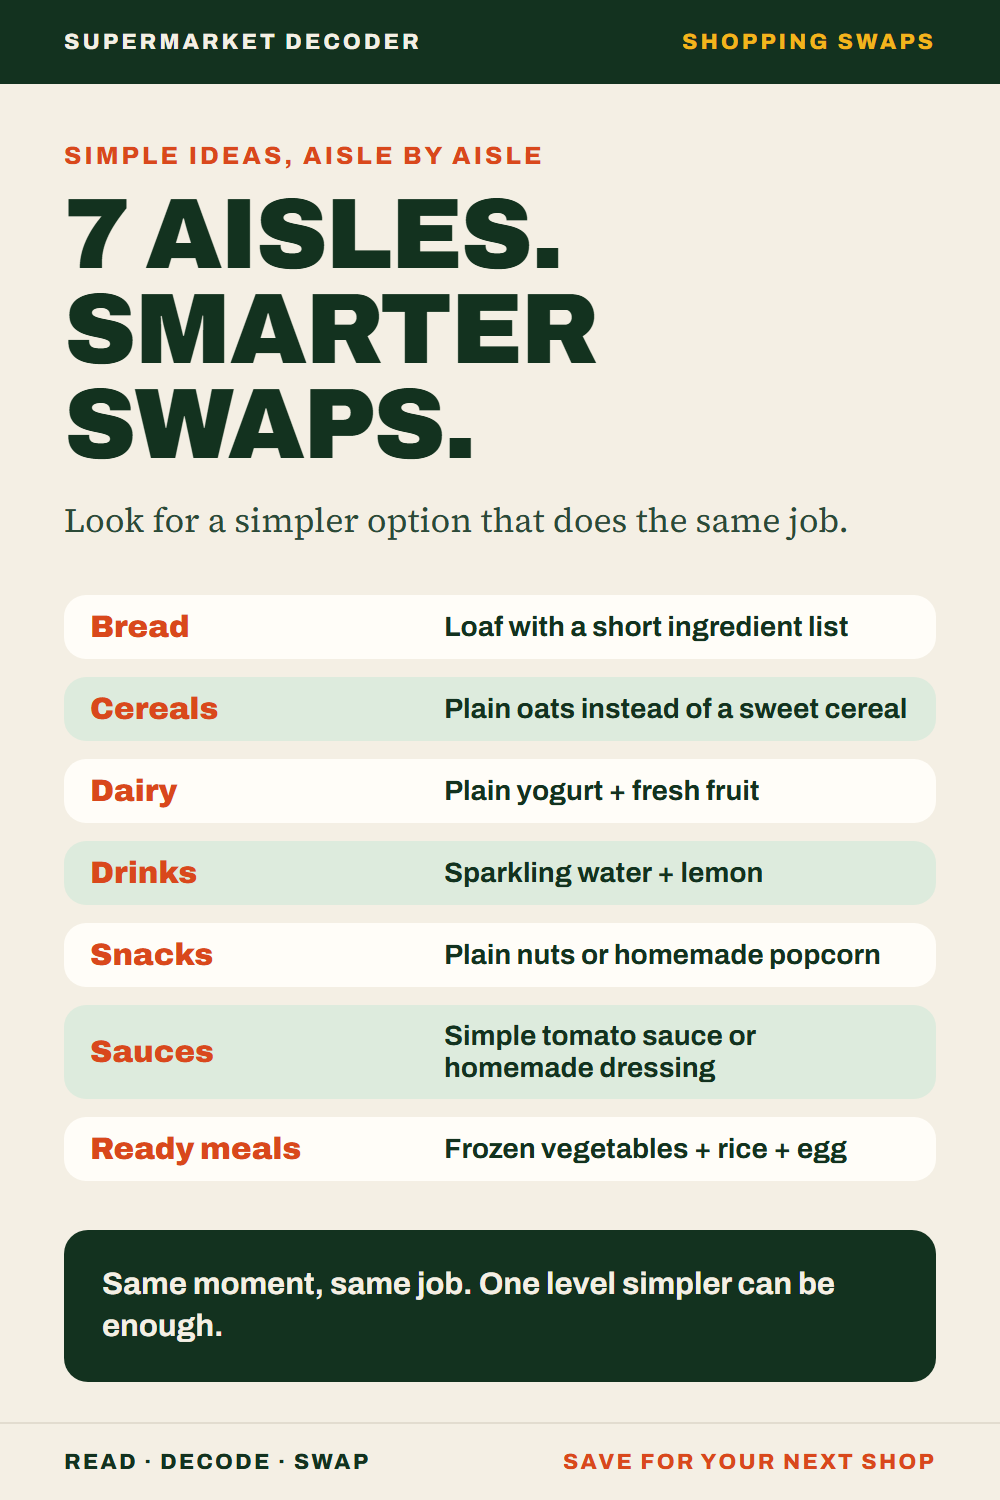 SUPERMARKET DECODER
SHOPPING SWAPS
SIMPLE IDEAS, AISLE BY AISLE
7 AISLES.
SMARTER
SWAPS.
Look for a simpler option that does the same job.
Bread
Loaf with a short ingredient list
Cereals
Plain oats instead of a sweet cereal
Dairy
Plain yogurt + fresh fruit
Drinks
Sparkling water + lemon
Snacks
Plain nuts or homemade popcorn
Sauces
Simple tomato sauce or
homemade dressing
Ready meals
Frozen vegetables + rice + egg
Same moment, same job. One level simpler can be
enough.
READ · DECODE · SWAP
SAVE FOR YOUR NEXT SHOP